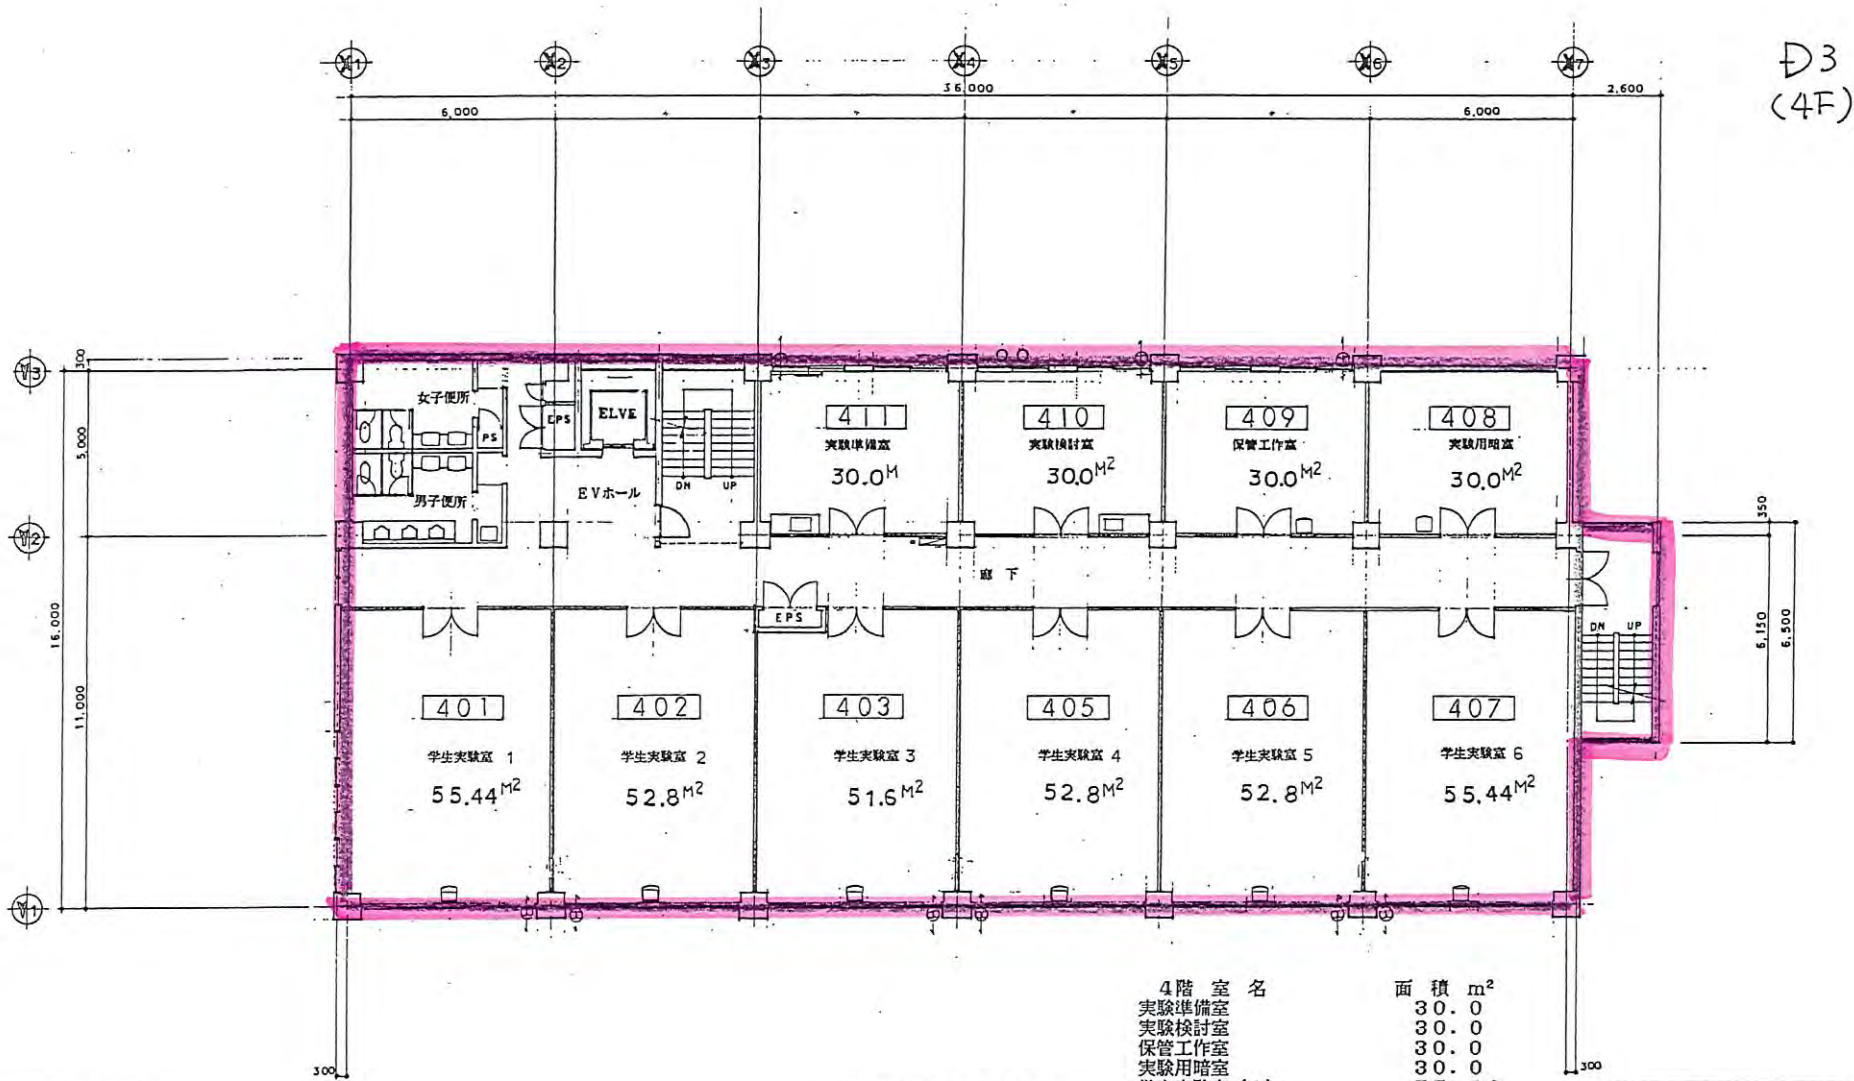 D3
(4F)
X1 X2 X3 X4 X5 X6 X7
36,000
2,600
6,000
6,000
Y3
300
女子便所
EPS
ELVE
411
410
409
408
PS
実験準備室
実験検討室
保管工作室
実験用暗室
5,000
30.0M
30.0M²
30.0M²
30.0M²
DN UP
EVホール
男子便所
350
Y2
廊下
EPS
16,000
DN UP
6,150
6,500
11,000
401
402
403
405
406
407
学生実験室 1
学生実験室 2
学生実験室 3
学生実験室 4
学生実験室 5
学生実験室 6
55.44M²
52.8M²
51.6M²
52.8M²
52.8M²
55.44M²
Y1
4階 室 名 面 積 m²
実験準備室 30.0
実験検討室 30.0
保管工作室 30.0
実験用暗室 30.0
300
300